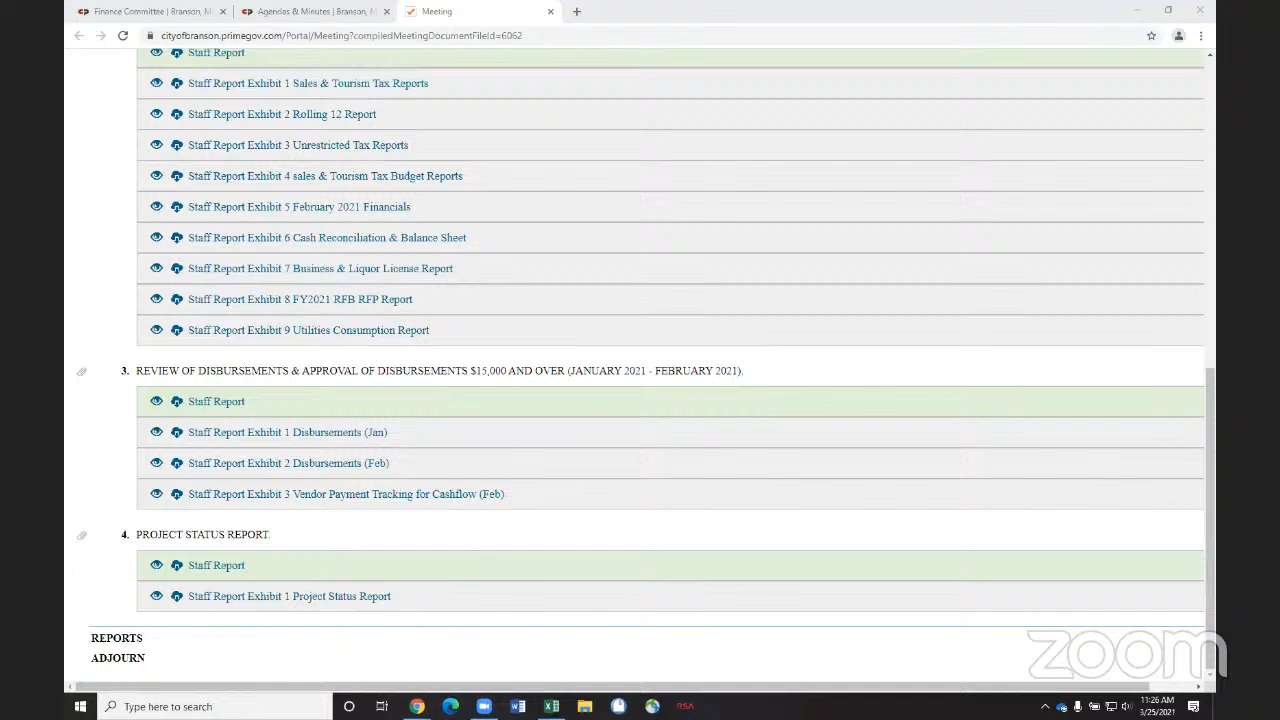 Finance Committee | Branson, M
Agendas & Minutes | Branson, M
Meeting
cityofbranson.primegov.com/Portal/Meeting?compiledMeetingDocumentFileId=6062
Staff Report
Staff Report Exhibit 1 Sales & Tourism Tax Reports
Staff Report Exhibit 2 Rolling 12 Report
Staff Report Exhibit 3 Unrestricted Tax Reports
Staff Report Exhibit 4 sales & Tourism Tax Budget Reports
Staff Report Exhibit 5 February 2021 Financials
Staff Report Exhibit 6 Cash Reconciliation & Balance Sheet
Staff Report Exhibit 7 Business & Liquor License Report
Staff Report Exhibit 8 FY2021 RFB RFP Report
Staff Report Exhibit 9 Utilities Consumption Report
3. REVIEW OF DISBURSEMENTS & APPROVAL OF DISBURSEMENTS $15,000 AND OVER (JANUARY 2021 - FEBRUARY 2021).
Staff Report
Staff Report Exhibit 1 Disbursements (Jan)
Staff Report Exhibit 2 Disbursements (Feb)
Staff Report Exhibit 3 Vendor Payment Tracking for Cashflow (Feb)
4. PROJECT STATUS REPORT.
Staff Report
Staff Report Exhibit 1 Project Status Report
REPORTS
ADJOURN
zoom
Type here to search
RSA
11:26 AM
3/25/2021